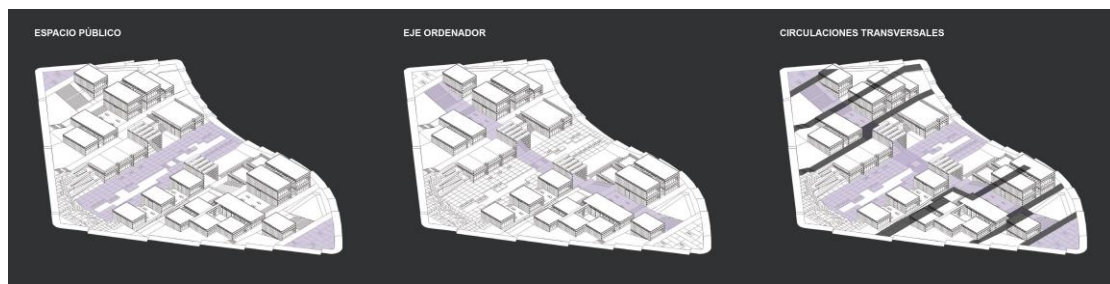 ESPACIO PÚBLICO
EJE ORDENADOR
CIRCULACIONES TRANSVERSALES